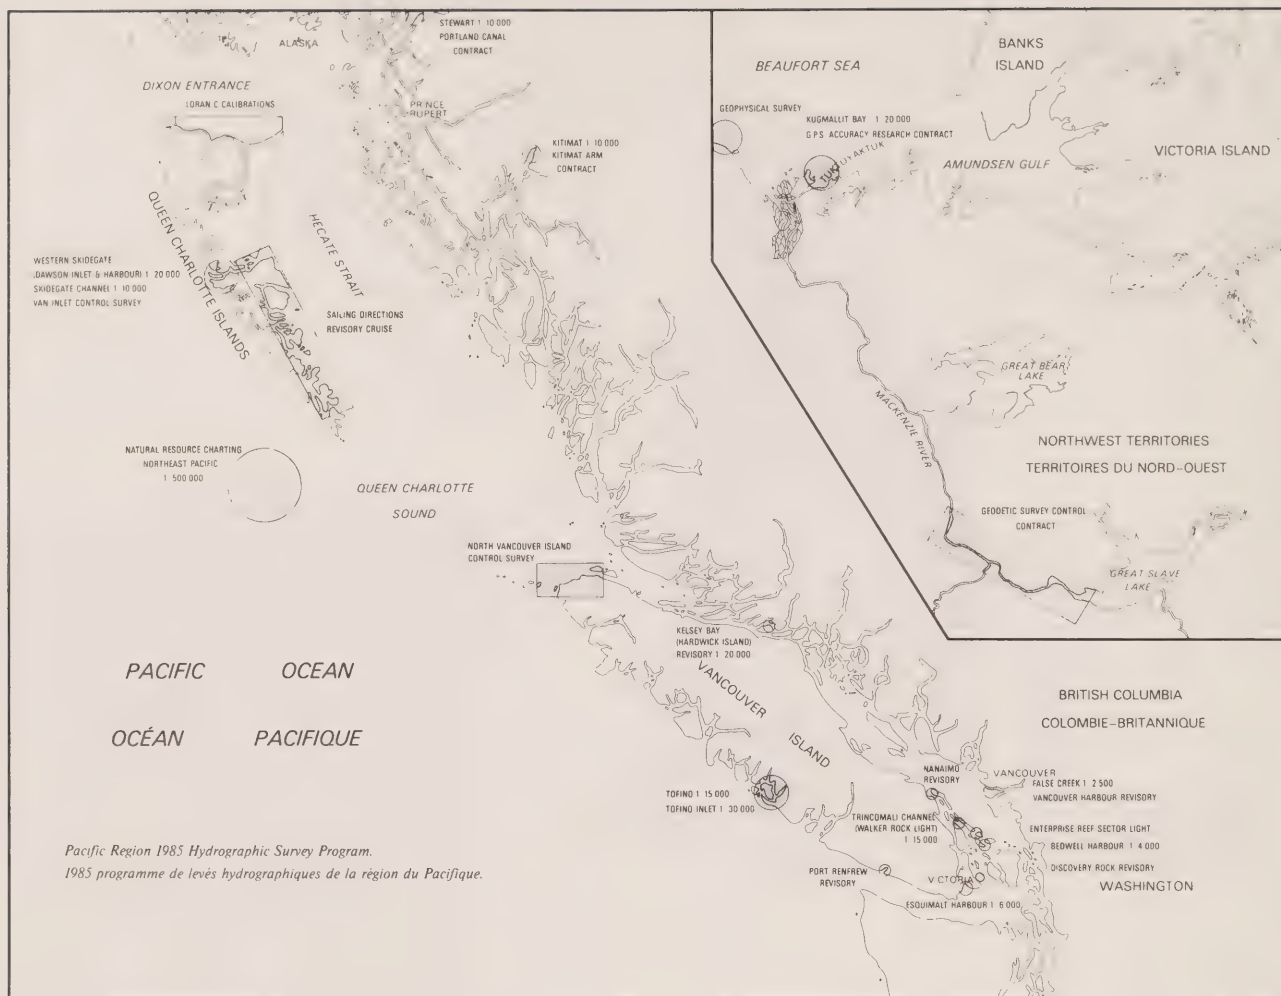 STEWART 1 10 000
PORTLAND CANAL
CONTRACT
ALASKA
DIXON ENTRANCE
LORAN C CALIBRATIONS
PRINCE
RUPERT
KITIMAT 1 10 000
KITIMAT ARM
CONTRACT
QUEEN CHARLOTTE ISLANDS
HECATE STRAIT
WESTERN SKIDEGATE
(DAWSON INLET & HARBOUR) 1 20 000
SKIDEGATE CHANNEL 1 10 000
VAN INLET CONTROL SURVEY
SAILING DIRECTIONS
REVISORY CRUISE
NATURAL RESOURCE CHARTING
NORTHEAST PACIFIC
1 500 000
QUEEN CHARLOTTE
SOUND
NORTH VANCOUVER ISLAND
CONTROL SURVEY
KELSEY BAY
(HARDWICK ISLAND)
REVISORY 1 20 000
VANCOUVER
ISLAND
PACIFIC OCEAN
OCÉAN PACIFIQUE
TOFINO 1 15 000
TOFINO INLET 1 30 000
NANAIMO
REVISORY
TRINCOMALI CHANNEL
(WALKER ROCK LIGHT)
1 15 000
PORT RENFREW
REVISORY
VICTORIA
ESQUIMALT HARBOUR 1 6 000
BRITISH COLUMBIA
COLOMBIE-BRITANNIQUE
VANCOUVER
FALSE CREEK 1 2 500
VANCOUVER HARBOUR REVISORY
ENTERPRISE REEF SECTOR LIGHT
BEDWELL HARBOUR 1 4 000
DISCOVERY ROCK REVISORY
WASHINGTON
Pacific Region 1985 Hydrographic Survey Program.
1985 programme de levés hydrographiques de la région du Pacifique.
BEAUFORT SEA
BANKS
ISLAND
GEOPHYSICAL SURVEY
KUGMALLIT BAY 1 20 000
G P S ACCURACY RESEARCH CONTRACT
TUKTUYAKTUK
AMUNDSEN GULF
VICTORIA ISLAND
GREAT BEAR
LAKE
MACKENZIE RIVER
NORTHWEST TERRITORIES
TERRITOIRES DU NORD-OUEST
GEODETIC SURVEY CONTROL
CONTRACT
GREAT SLAVE
LAKE